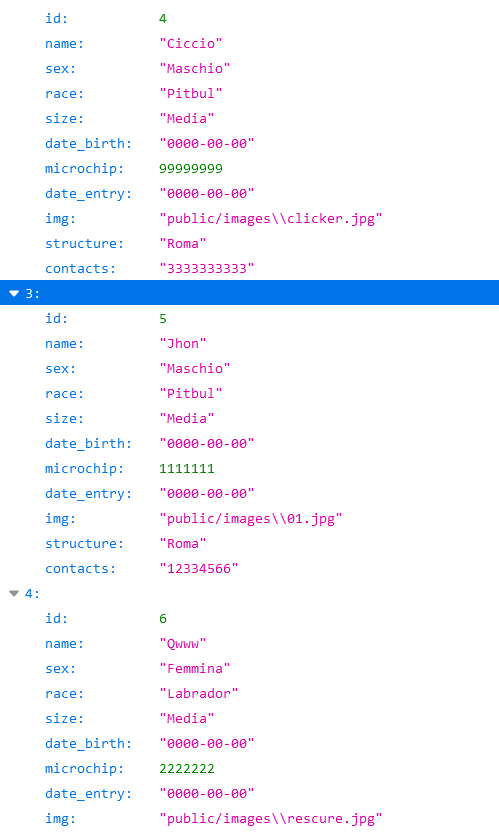 id: 4
name: "Ciccio"
sex: "Maschio"
race: "Pitbul"
size: "Media"
date_birth: "0000-00-00"
microchip: 99999999
date_entry: "0000-00-00"
img: "public/images\\clicker.jpg"
structure: "Roma"
contacts: "3333333333"
3:
id: 5
name: "Jhon"
sex: "Maschio"
race: "Pitbul"
size: "Media"
date_birth: "0000-00-00"
microchip: 1111111
date_entry: "0000-00-00"
img: "public/images\\01.jpg"
structure: "Roma"
contacts: "12334566"
4:
id: 6
name: "Qwww"
sex: "Femmina"
race: "Labrador"
size: "Media"
date_birth: "0000-00-00"
microchip: 2222222
date_entry: "0000-00-00"
img: "public/images\\rescure.jpg"